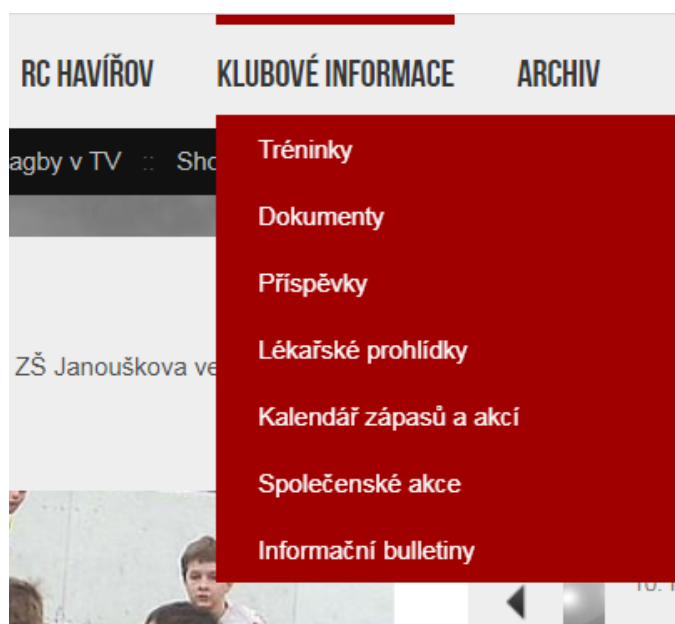 RC HAVÍŘOV KLUBOVÉ INFORMACE ARCHIV
agby v TV :: Sho
Tréninky
Dokumenty
Příspěvky
Lékařské prohlídky
ZŠ Janouškova ve
Kalendář zápasů a akcí
Společenské akce
Informační bulletiny